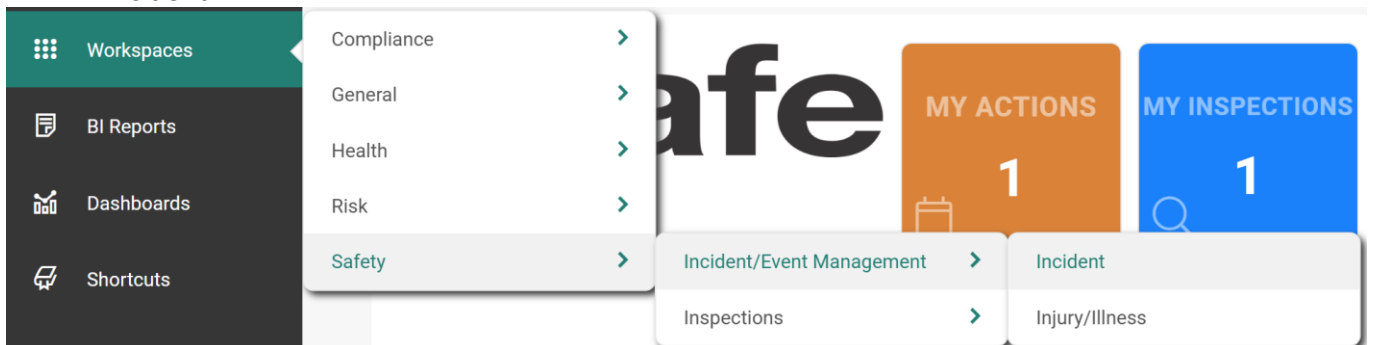 Workspaces
BI Reports
Dashboards
Shortcuts
Compliance
General
Health
Risk
Safety
Incident/Event Management
Inspections
Incident
Injury/Illness
afe
MY ACTIONS
1
MY INSPECTIONS
1